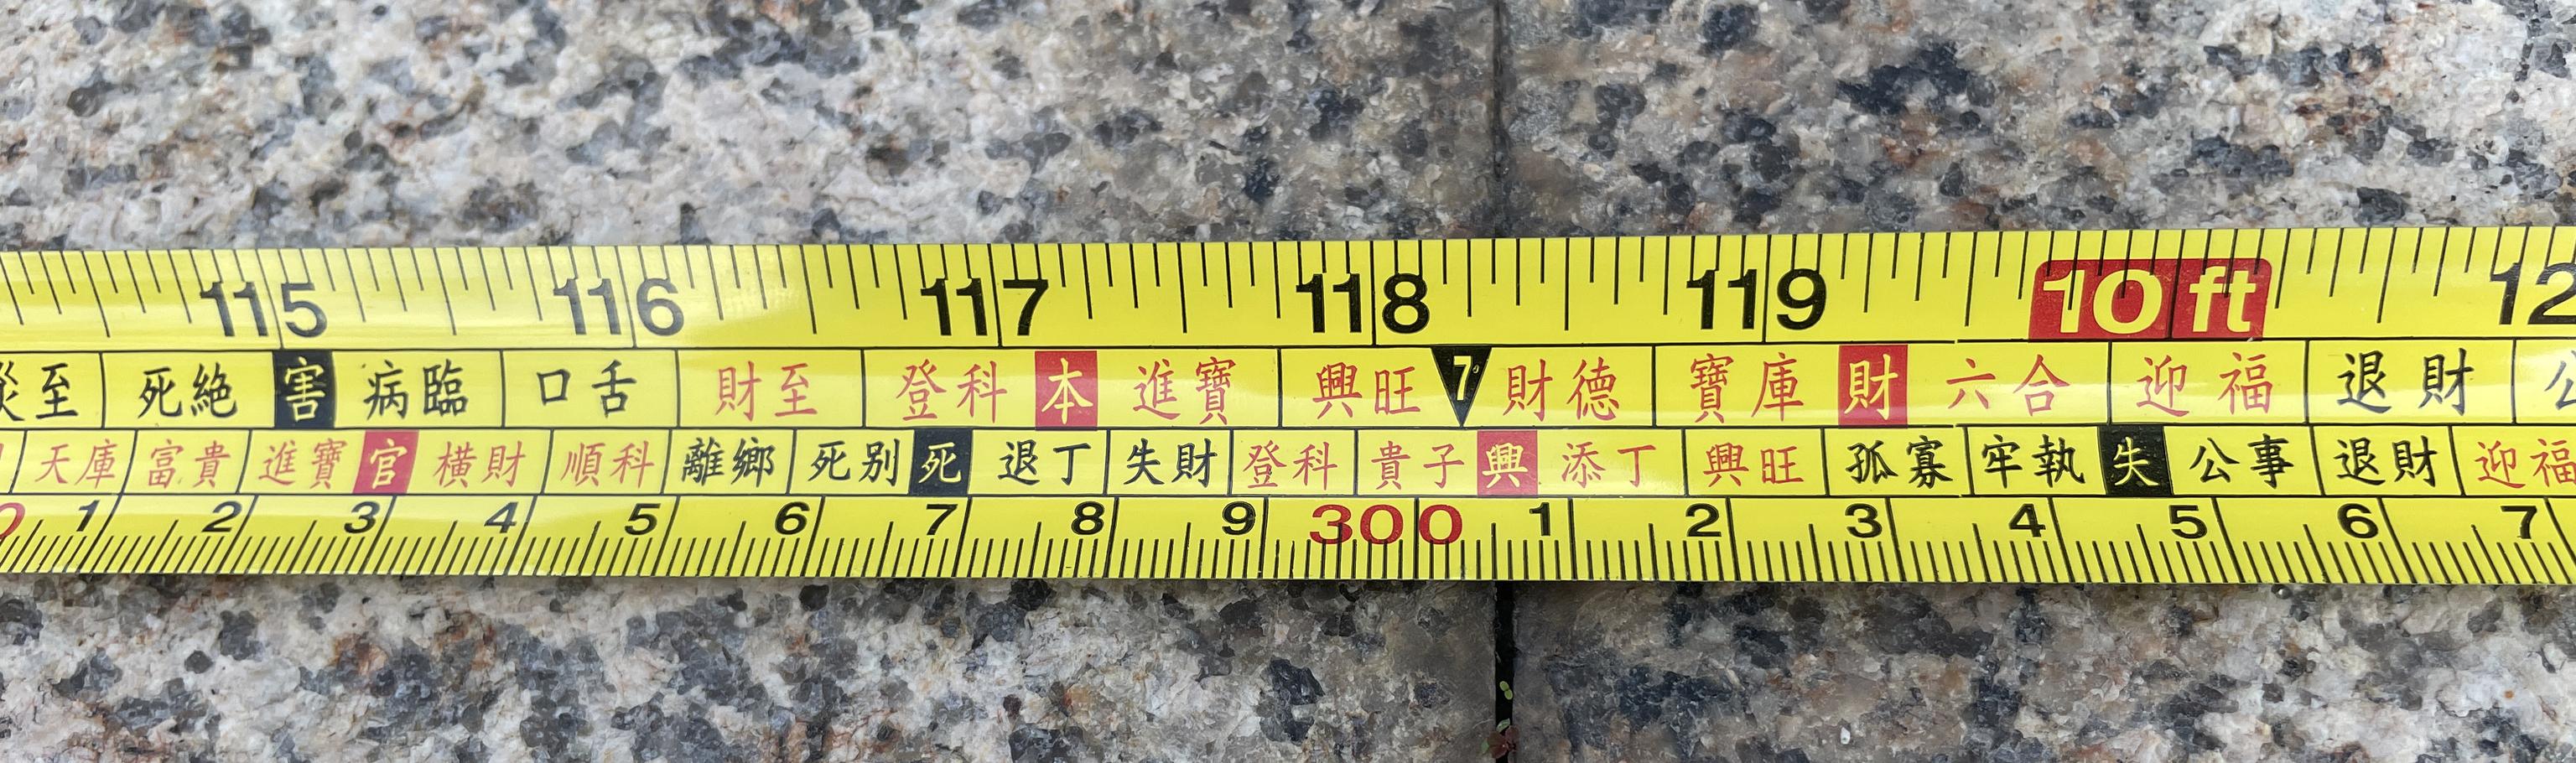 115 116 117 118 119 10ft 12
至 死絶 害 病臨 口舌 財至 登科 本 進寶 興旺 7 財德 寶庫 財 六合 迎福 退財
天庫 富貴 進寶 官 橫財 順科 離鄉 死別 死 退丁 失財 登科 貴子 興 添丁 興旺 孤寡 牢執 失 公事 退財 迎福
0 1 2 3 4 5 6 7 8 9 300 1 2 3 4 5 6 7